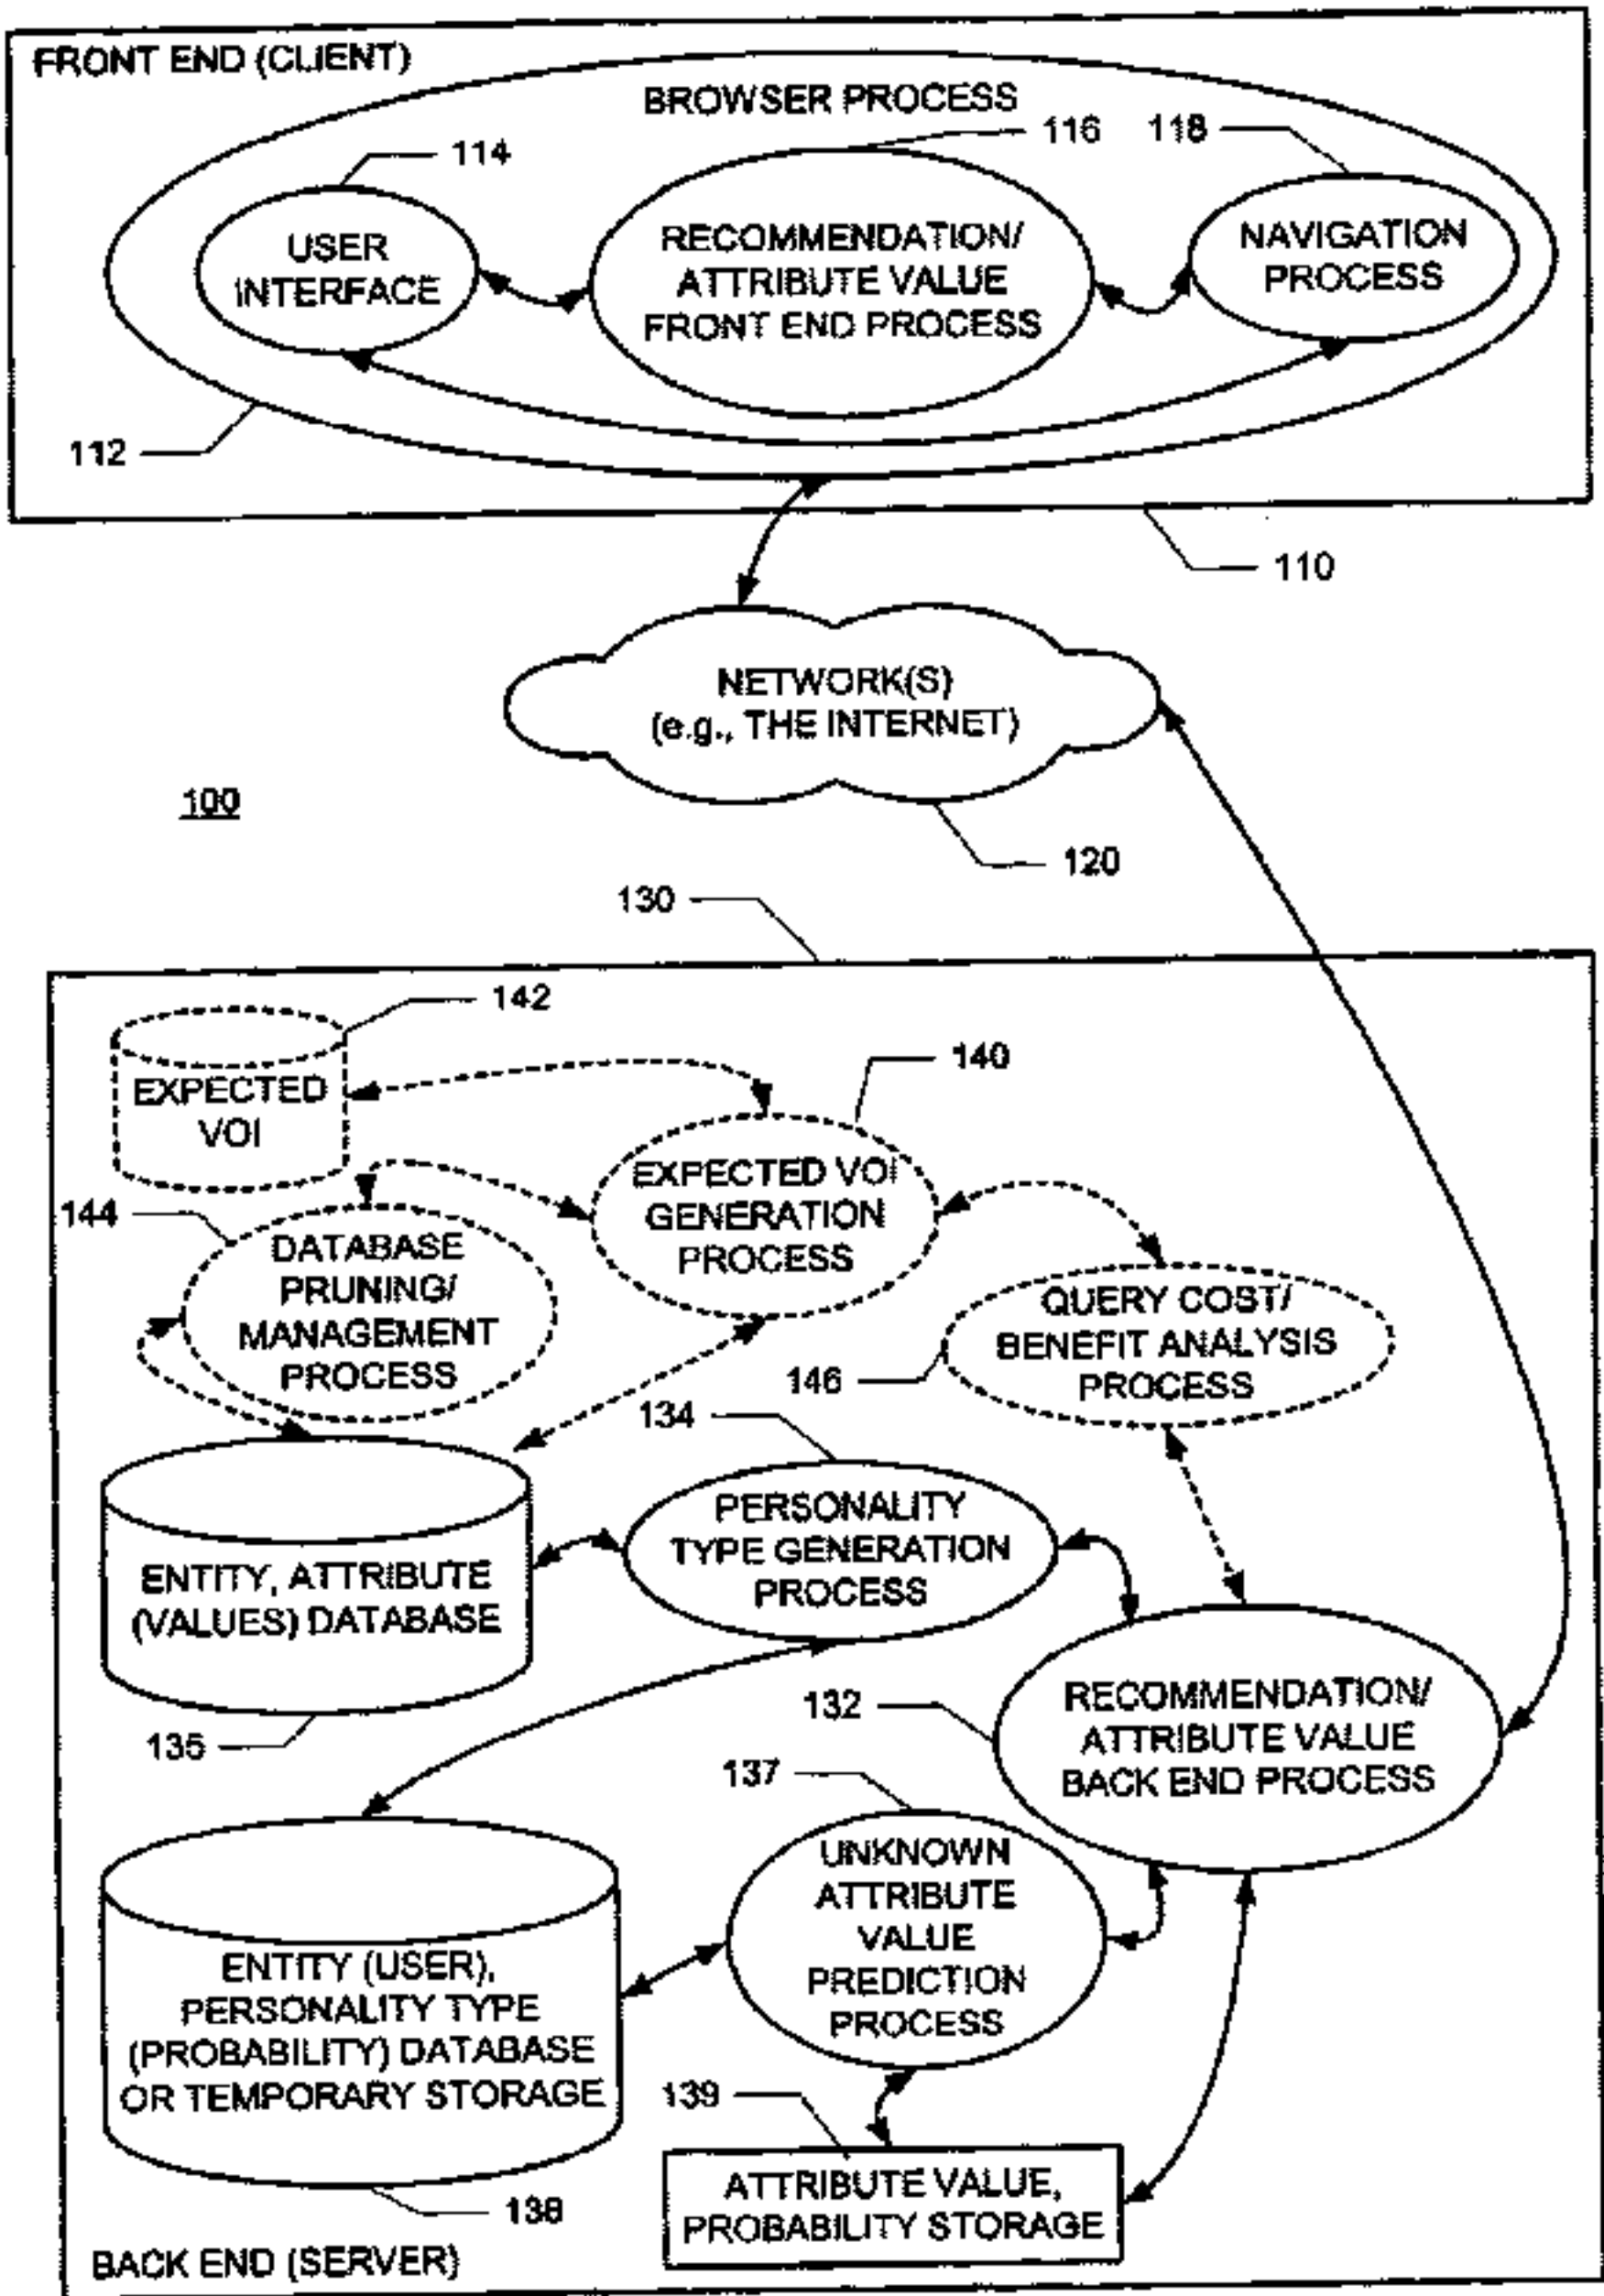 FRONT END (CLIENT)
BROWSER PROCESS
116
118
114
USER
INTERFACE
RECOMMENDATION/
ATTRIBUTE VALUE
FRONT END PROCESS
NAVIGATION
PROCESS
112
110
NETWORK(S)
(e.g., THE INTERNET)
100
120
130
142
EXPECTED
VOI
140
EXPECTED VOI
GENERATION
PROCESS
144
DATABASE
PRUNING/
MANAGEMENT
PROCESS
QUERY COST/
BENEFIT ANALYSIS
PROCESS
146
134
PERSONALITY
TYPE GENERATION
PROCESS
ENTITY, ATTRIBUTE
(VALUES) DATABASE
135
132
RECOMMENDATION/
ATTRIBUTE VALUE
BACK END PROCESS
137
UNKNOWN
ATTRIBUTE
VALUE
PREDICTION
PROCESS
ENTITY (USER),
PERSONALITY TYPE
(PROBABILITY) DATABASE
OR TEMPORARY STORAGE
139
138
ATTRIBUTE VALUE,
PROBABILITY STORAGE
BACK END (SERVER)